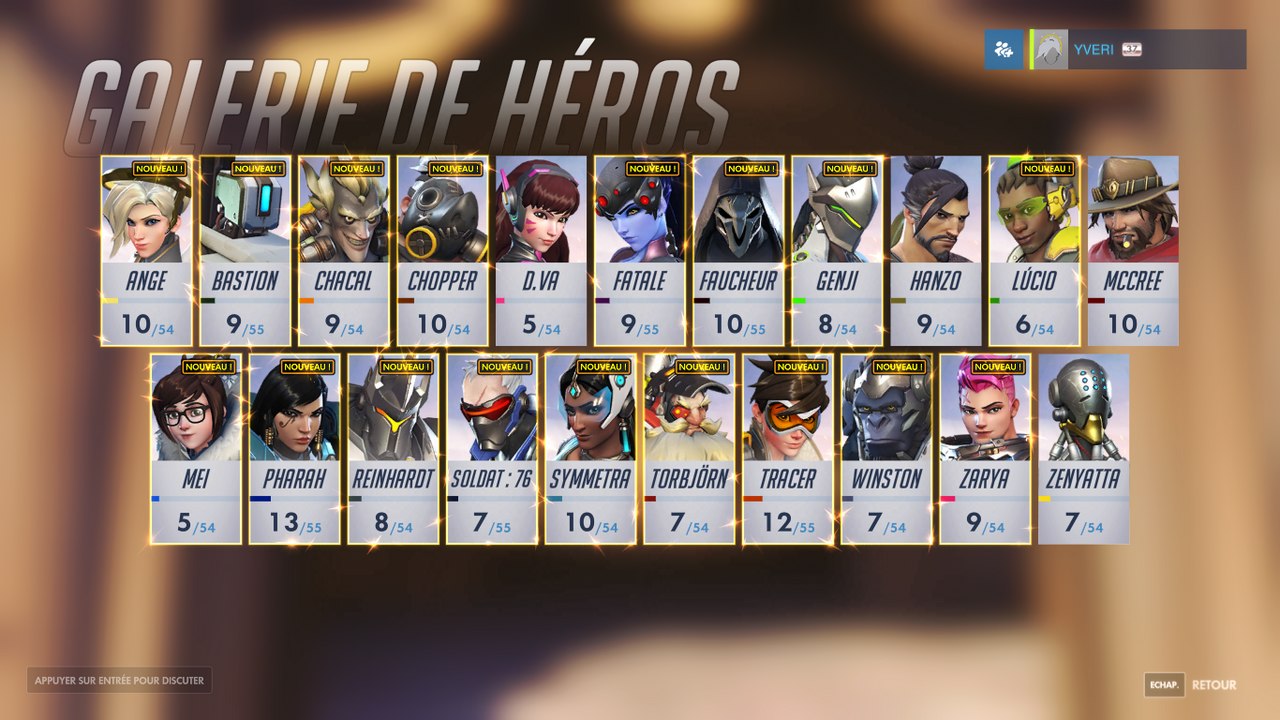 GALERIE DE HÉROS
YVERI 37
NOUVEAU ! NOUVEAU ! NOUVEAU ! NOUVEAU ! NOUVEAU ! NOUVEAU ! NOUVEAU ! NOUVEAU !
ANGE BASTION CHACAL CHOPPER D.VA FATALE FAUCHEUR GENJI HANZO LÚCIO MCCREE
10/54 9/55 9/54 10/54 5/54 9/55 10/55 8/54 9/54 6/54 10/54
NOUVEAU ! NOUVEAU ! NOUVEAU ! NOUVEAU ! NOUVEAU ! NOUVEAU ! NOUVEAU ! NOUVEAU ! NOUVEAU !
MEI PHARAH REINHARDT SOLDAT : 76 SYMMETRA TORBJÖRN TRACER WINSTON ZARYA ZENYATTA
5/54 13/55 8/54 7/55 10/54 7/54 12/55 7/54 9/54 7/54
APPUYER SUR ENTRÉE POUR DISCUTER
ECHAP. RETOUR